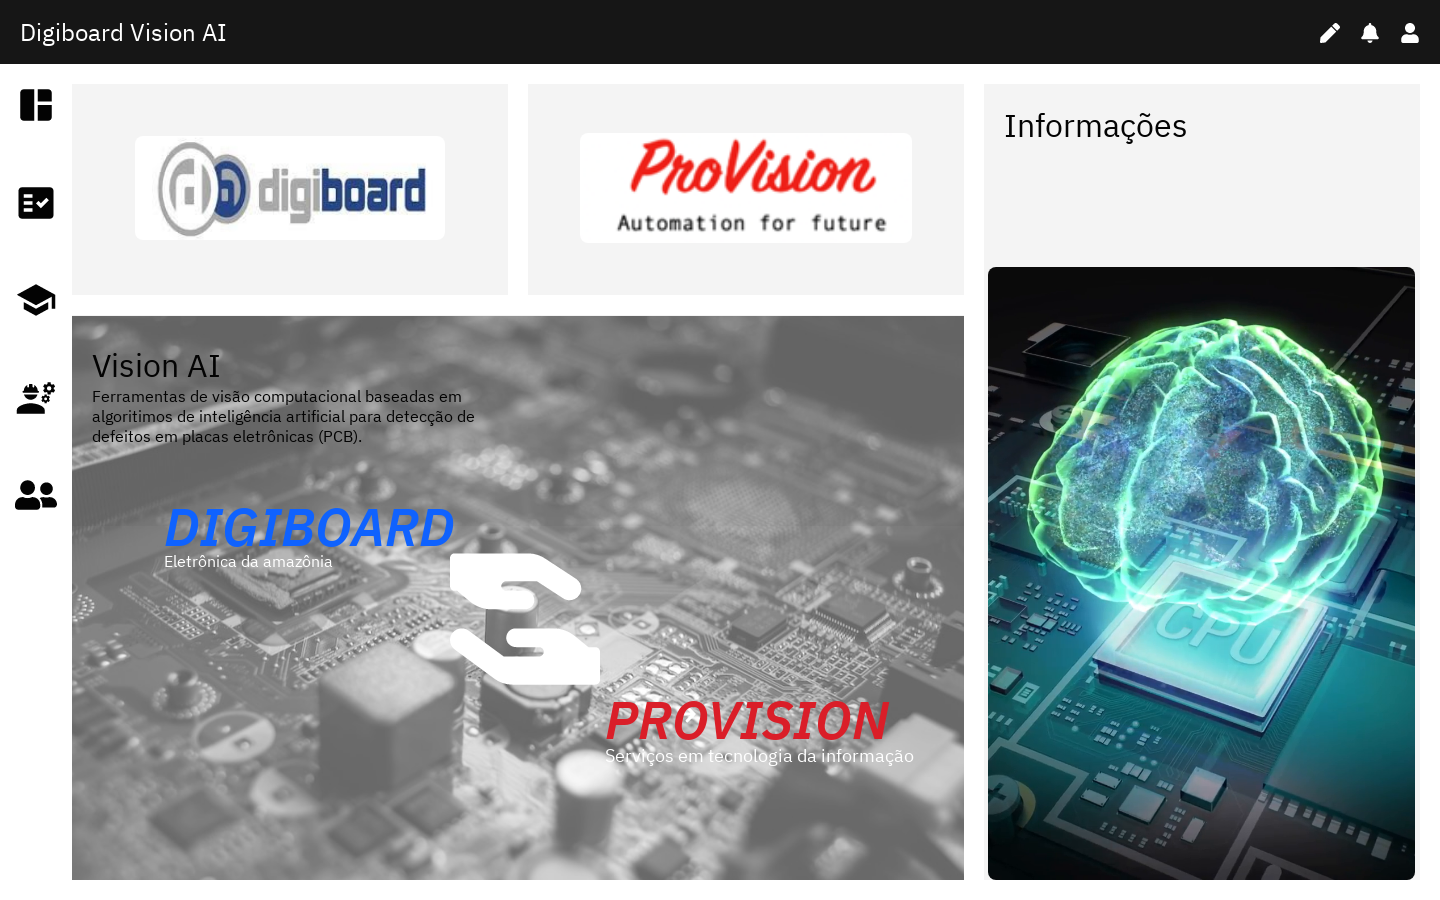 Digiboard Vision AI
digiboard
ProVision
Automation for future
Informações
Vision AI
Ferramentas de visão computacional baseadas em
algoritimos de inteligência artificial para detecção de
defeitos em placas eletrônicas (PCB).
DIGIBOARD
Eletrônica da amazônia
PROVISION
Serviços em tecnologia da informação
CPU